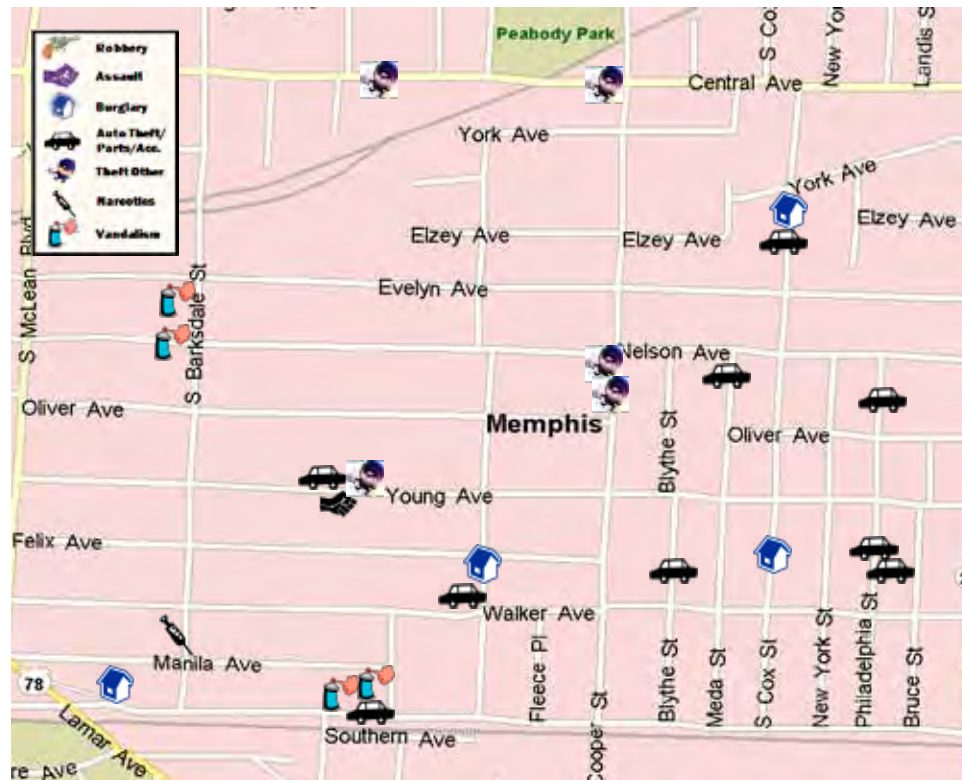 Robbery
Assault
Burglary
Auto Theft/
Parts/Acc.
Theft Other
Narcotics
Vandalism
Peabody Park
S Cox
New Yo
Landis S
Central Ave
York Ave
York Ave
Elzey Ave
Elzey Ave
Elzey Ave
S McLean Blvd
S Barksdale St
Evelyn Ave
Nelson Ave
Oliver Ave
Memphis
Oliver Ave
Blythe St
Young Ave
Felix Ave
Walker Ave
Manila Ave
78
Lamar Ave
Southern Ave
Fleece Pl
Cooper St
Blythe St
Meda St
S Cox St
New York St
Philadelphia St
Bruce St
re Ave